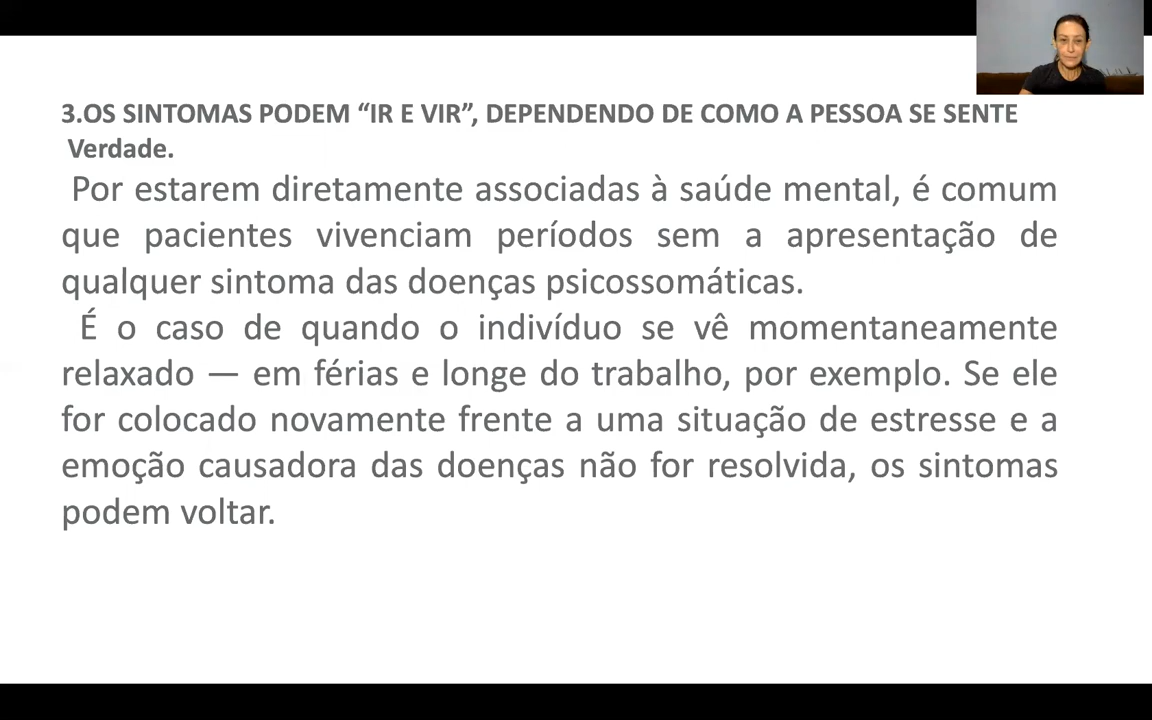 3.OS SINTOMAS PODEM “IR E VIR”, DEPENDENDO DE COMO A PESSOA SE SENTE
Verdade.
Por estarem diretamente associadas à saúde mental, é comum
que pacientes vivenciam períodos sem a apresentação de
qualquer sintoma das doenças psicossomáticas.
É o caso de quando o indivíduo se vê momentaneamente
relaxado — em férias e longe do trabalho, por exemplo. Se ele
for colocado novamente frente a uma situação de estresse e a
emoção causadora das doenças não for resolvida, os sintomas
podem voltar.